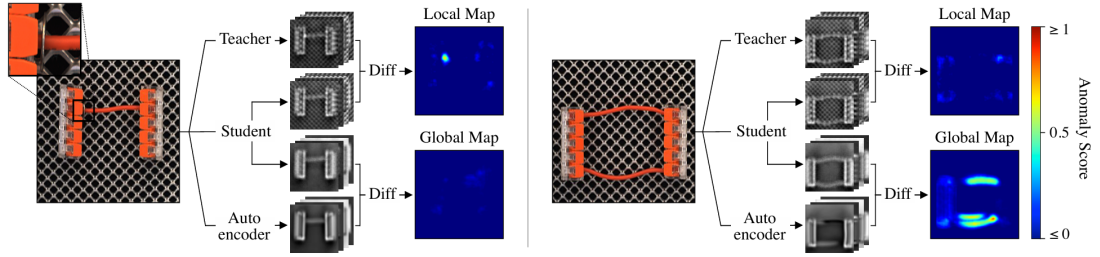 Teacher
Student
Auto
encoder
Diff
Diff
Local Map
Global Map
Teacher
Student
Auto
encoder
Diff
Diff
Local Map
Global Map
≥ 1
0.5
≤ 0
Anomaly Score